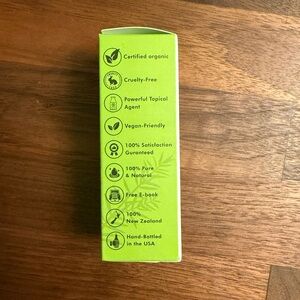 Certified organic
Cruelty-Free
Powerful Topical
Agent
Vegan-Friendly
100% Satisfaction
Guranteed
100% Pure
& Natural
Free E-book
100%
New Zealand
Hand-Bottled
in the USA